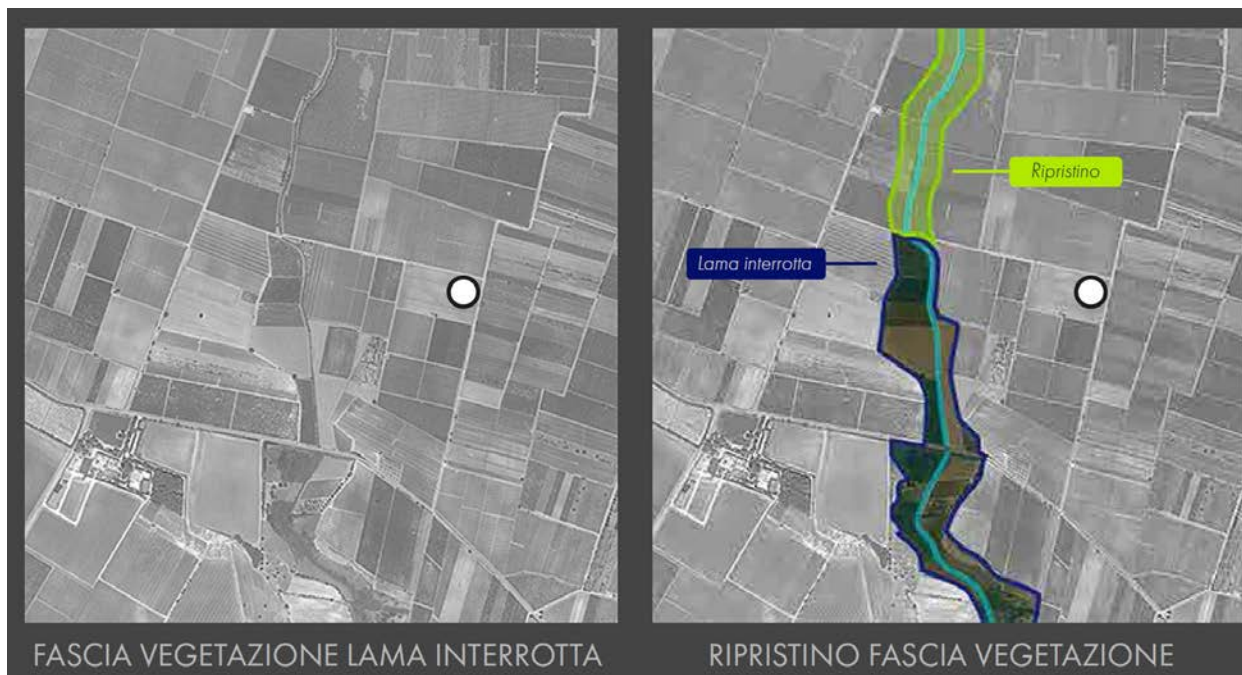 Ripristino
Lama interrotta
FASCIA VEGETAZIONE LAMA INTERROTTA
RIPRISTINO FASCIA VEGETAZIONE